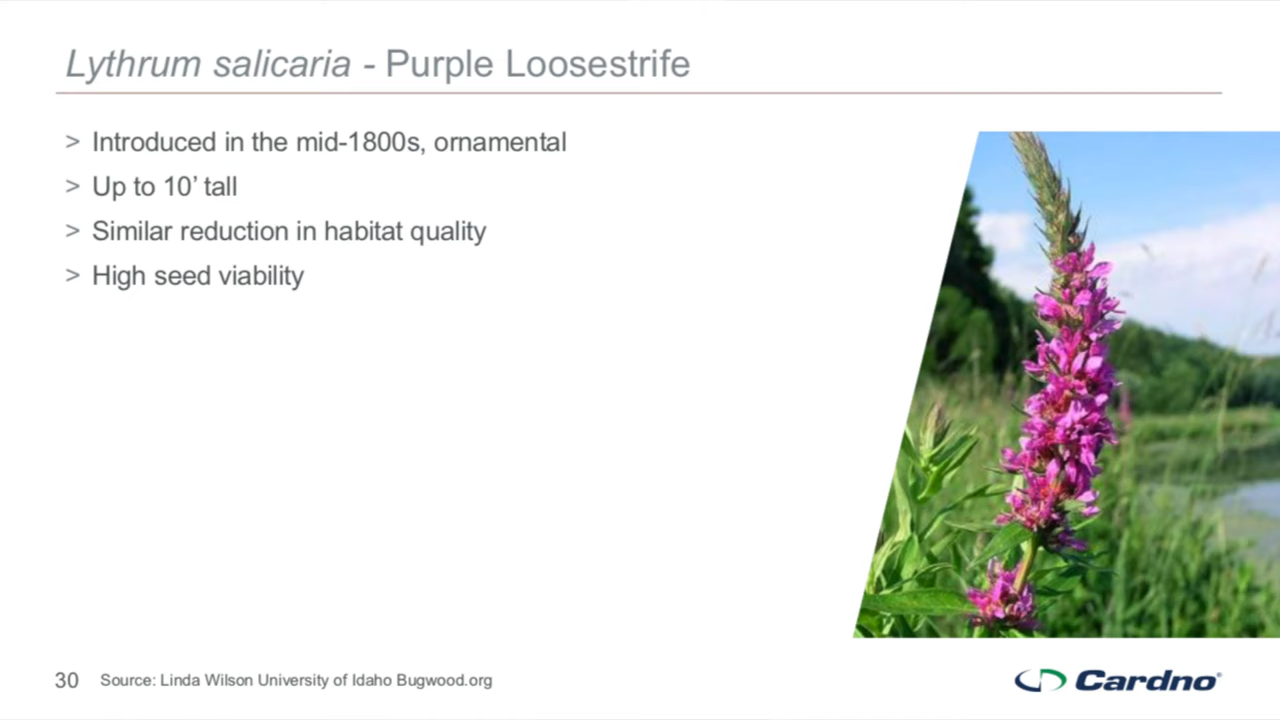 Lythrum salicaria - Purple Loosestrife
> Introduced in the mid-1800s, ornamental
> Up to 10’ tall
> Similar reduction in habitat quality
> High seed viability
30 Source: Linda Wilson University of Idaho Bugwood.org
Cardno®